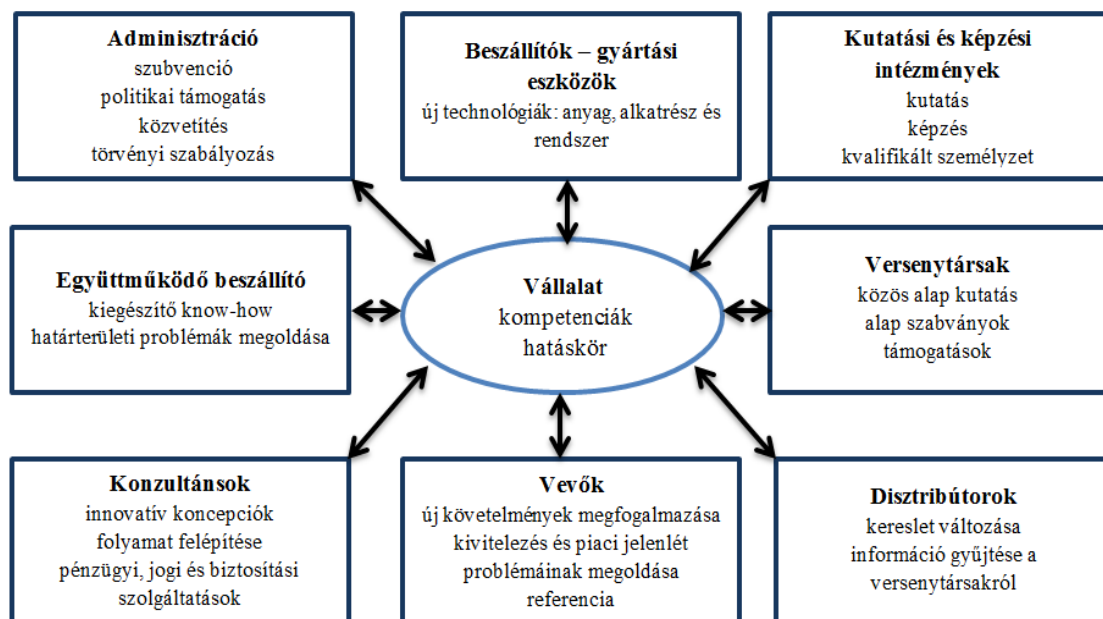 Adminisztráció
szubvenció
politikai támogatás
közvetítés
törvényi szabályozás
Beszállítók – gyártási
eszközök
új technológiák: anyag, alkatrész és
rendszer
Kutatási és képzési
intézmények
kutatás
képzés
kvalifikált személyzet
Együttműködő beszállító
kiegészítő know-how
határterületi problémák megoldása
Vállalat
kompetenciák
hatáskör
Versenytársak
közös alap kutatás
alap szabványok
támogatások
Konzultánsok
innovatív koncepciók
folyamat felépítése
pénzügyi, jogi és biztosítási
szolgáltatások
Vevők
új követelmények megfogalmazása
kivitelezés és piaci jelenlét
problémáinak megoldása
referencia
Disztribútorok
kereslet változása
információ gyűjtése a
versenytársakról